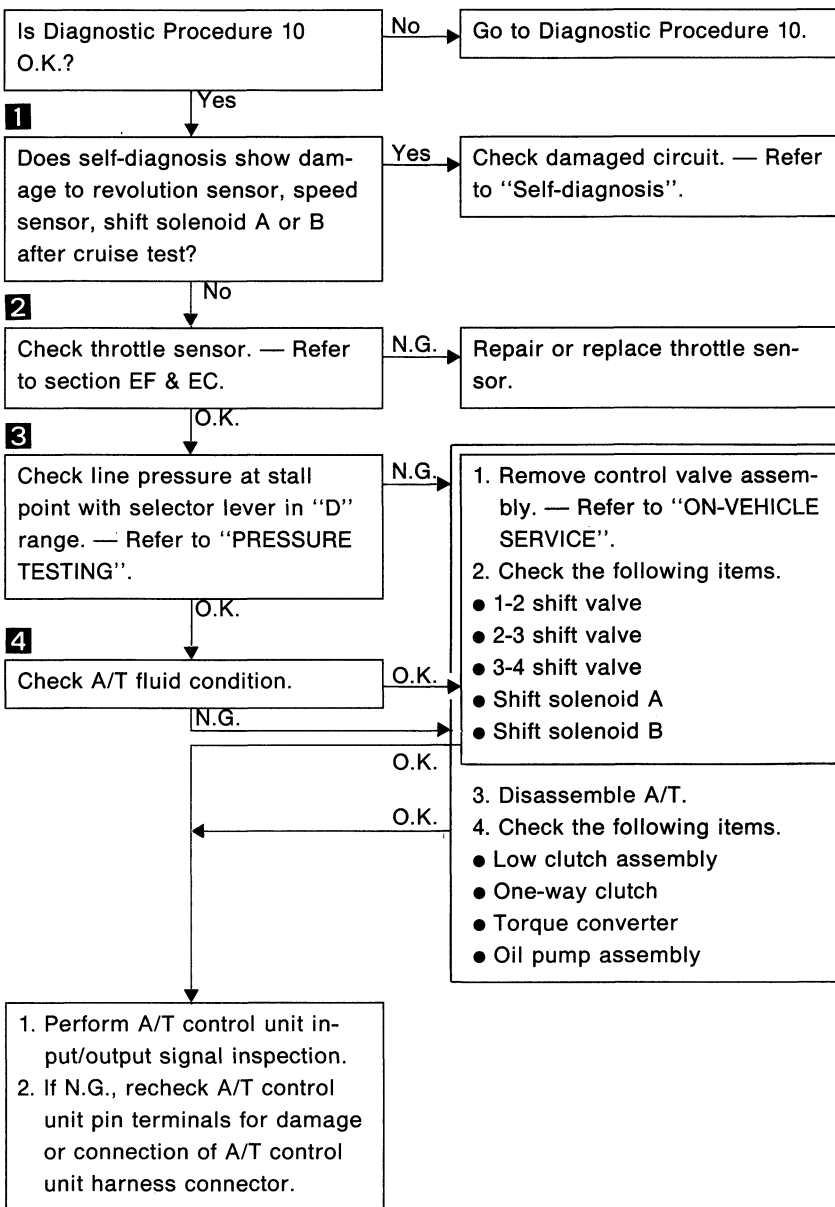 Is Diagnostic Procedure 10
O.K.?
No
Go to Diagnostic Procedure 10.
Yes
1
Does self-diagnosis show dam-
age to revolution sensor, speed
sensor, shift solenoid A or B
after cruise test?
Yes
Check damaged circuit. — Refer
to “Self-diagnosis”.
No
2
Check throttle sensor. — Refer
to section EF & EC.
N.G.
Repair or replace throttle sen-
sor.
O.K.
3
Check line pressure at stall
point with selector lever in “D”
range. — Refer to “PRESSURE
TESTING”.
N.G.
1. Remove control valve assem-
bly. — Refer to “ON-VEHICLE
SERVICE”.
2. Check the following items.
● 1-2 shift valve
● 2-3 shift valve
● 3-4 shift valve
● Shift solenoid A
● Shift solenoid B
O.K.
4
Check A/T fluid condition.
O.K.
N.G.
O.K.
3. Disassemble A/T.
4. Check the following items.
● Low clutch assembly
● One-way clutch
● Torque converter
● Oil pump assembly
O.K.
1. Perform A/T control unit in-
put/output signal inspection.
2. If N.G., recheck A/T control
unit pin terminals for damage
or connection of A/T control
unit harness connector.